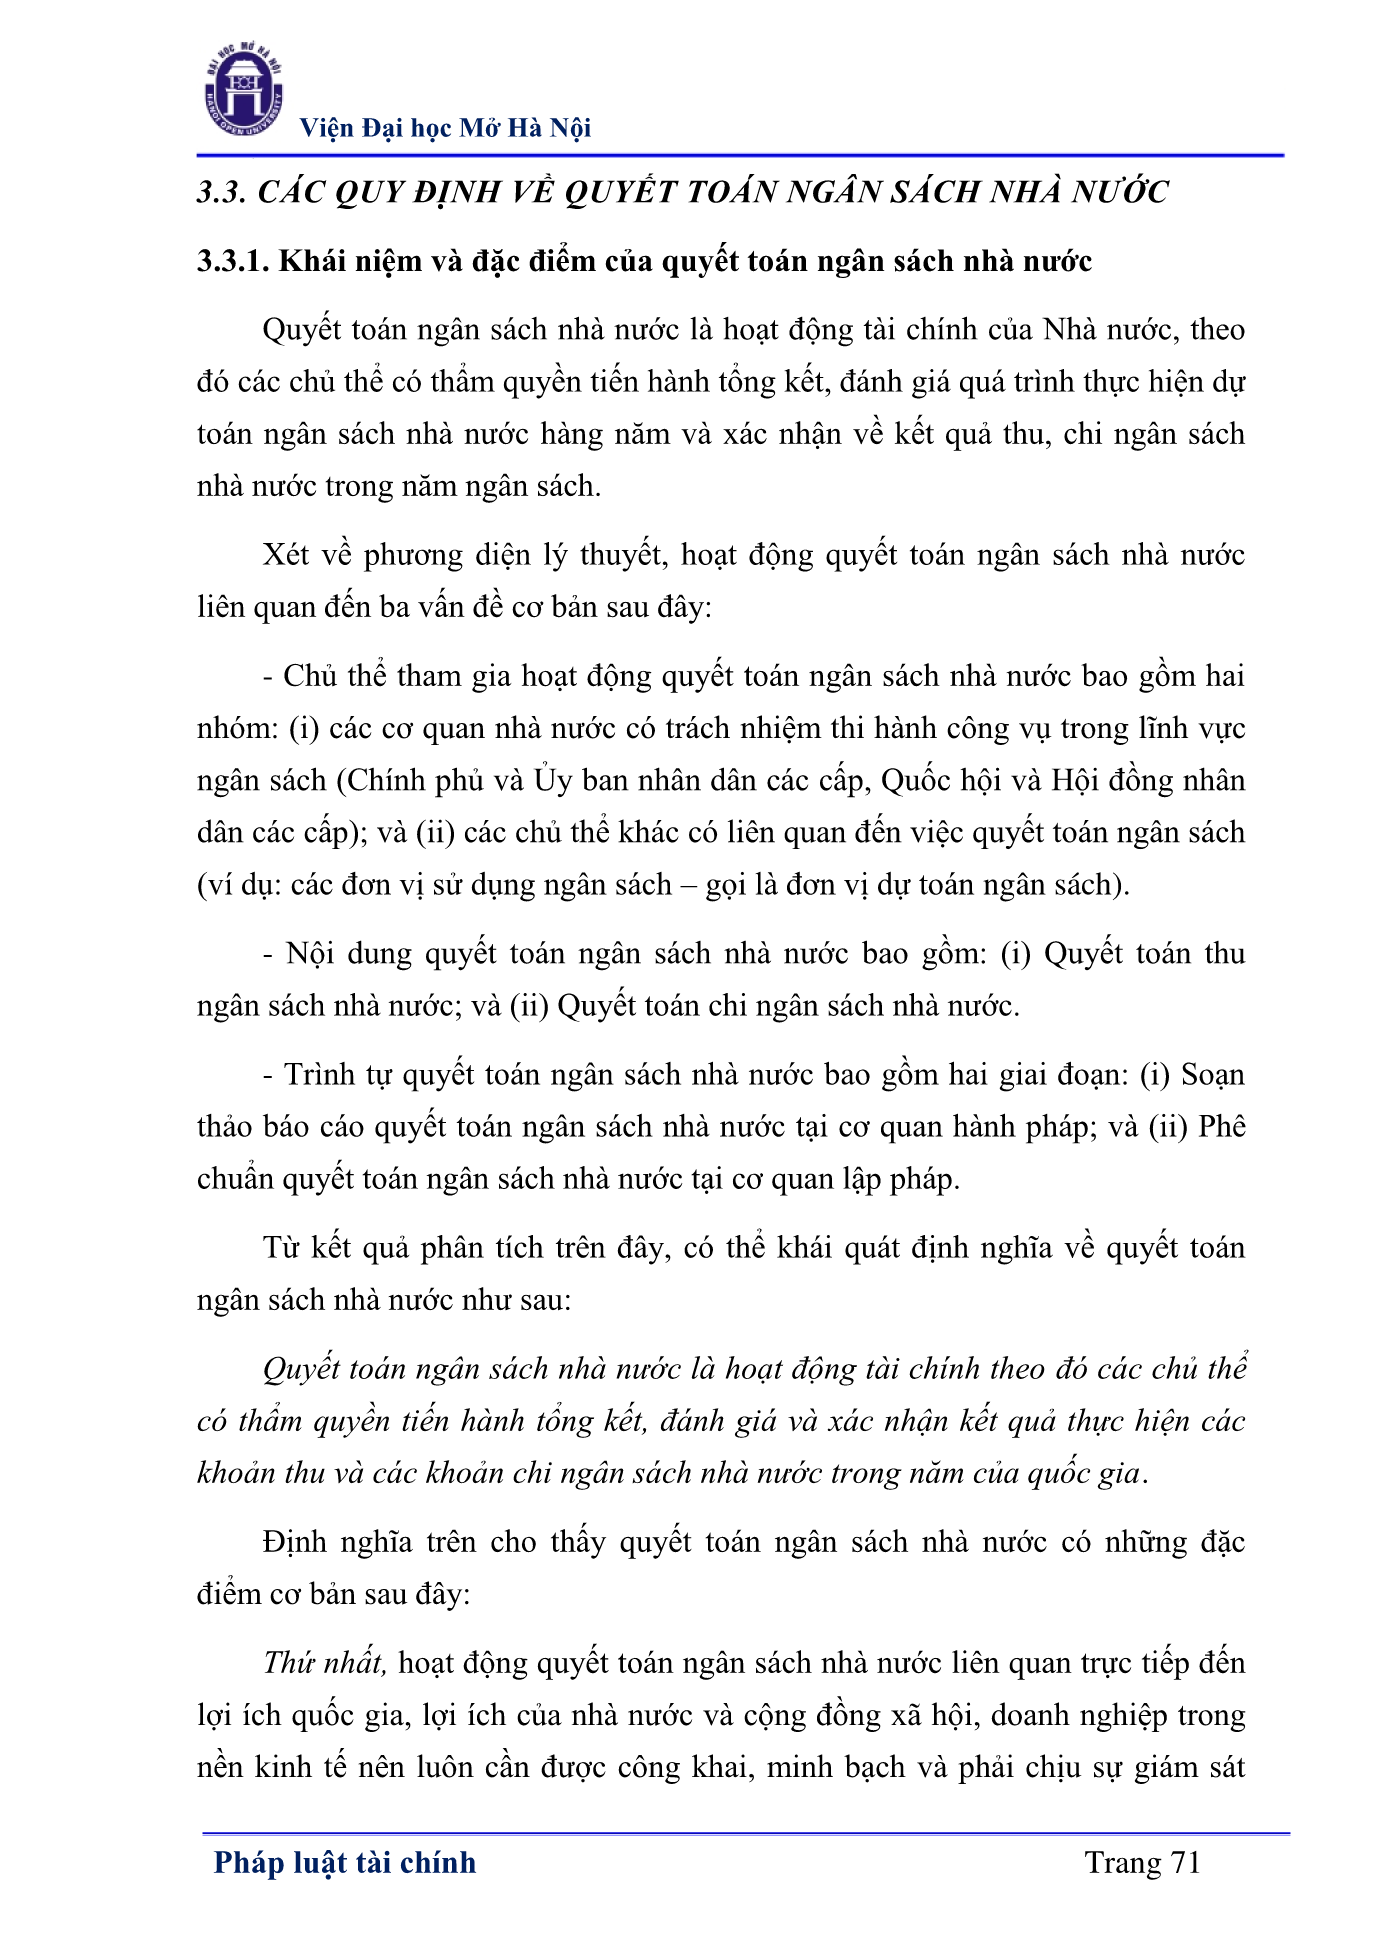 ĐẠI HỌC MỞ HÀ NỘI
HANOI OPEN UNIVERSITY
Viện Đại học Mở Hà Nội
3.3. CÁC QUY ĐỊNH VỀ QUYẾT TOÁN NGÂN SÁCH NHÀ NƯỚC
3.3.1. Khái niệm và đặc điểm của quyết toán ngân sách nhà nước
Quyết toán ngân sách nhà nước là hoạt động tài chính của Nhà nước, theo
đó các chủ thể có thẩm quyền tiến hành tổng kết, đánh giá quá trình thực hiện dự
toán ngân sách nhà nước hàng năm và xác nhận về kết quả thu, chi ngân sách
nhà nước trong năm ngân sách.
Xét về phương diện lý thuyết, hoạt động quyết toán ngân sách nhà nước
liên quan đến ba vấn đề cơ bản sau đây:
- Chủ thể tham gia hoạt động quyết toán ngân sách nhà nước bao gồm hai
nhóm: (i) các cơ quan nhà nước có trách nhiệm thi hành công vụ trong lĩnh vực
ngân sách (Chính phủ và Ủy ban nhân dân các cấp, Quốc hội và Hội đồng nhân
dân các cấp); và (ii) các chủ thể khác có liên quan đến việc quyết toán ngân sách
(ví dụ: các đơn vị sử dụng ngân sách – gọi là đơn vị dự toán ngân sách).
- Nội dung quyết toán ngân sách nhà nước bao gồm: (i) Quyết toán thu
ngân sách nhà nước; và (ii) Quyết toán chi ngân sách nhà nước.
- Trình tự quyết toán ngân sách nhà nước bao gồm hai giai đoạn: (i) Soạn
thảo báo cáo quyết toán ngân sách nhà nước tại cơ quan hành pháp; và (ii) Phê
chuẩn quyết toán ngân sách nhà nước tại cơ quan lập pháp.
Từ kết quả phân tích trên đây, có thể khái quát định nghĩa về quyết toán
ngân sách nhà nước như sau:
Quyết toán ngân sách nhà nước là hoạt động tài chính theo đó các chủ thể
có thẩm quyền tiến hành tổng kết, đánh giá và xác nhận kết quả thực hiện các
khoản thu và các khoản chi ngân sách nhà nước trong năm của quốc gia.
Định nghĩa trên cho thấy quyết toán ngân sách nhà nước có những đặc
điểm cơ bản sau đây:
Thứ nhất, hoạt động quyết toán ngân sách nhà nước liên quan trực tiếp đến
lợi ích quốc gia, lợi ích của nhà nước và cộng đồng xã hội, doanh nghiệp trong
nền kinh tế nên luôn cần được công khai, minh bạch và phải chịu sự giám sát
Pháp luật tài chính
Trang 71